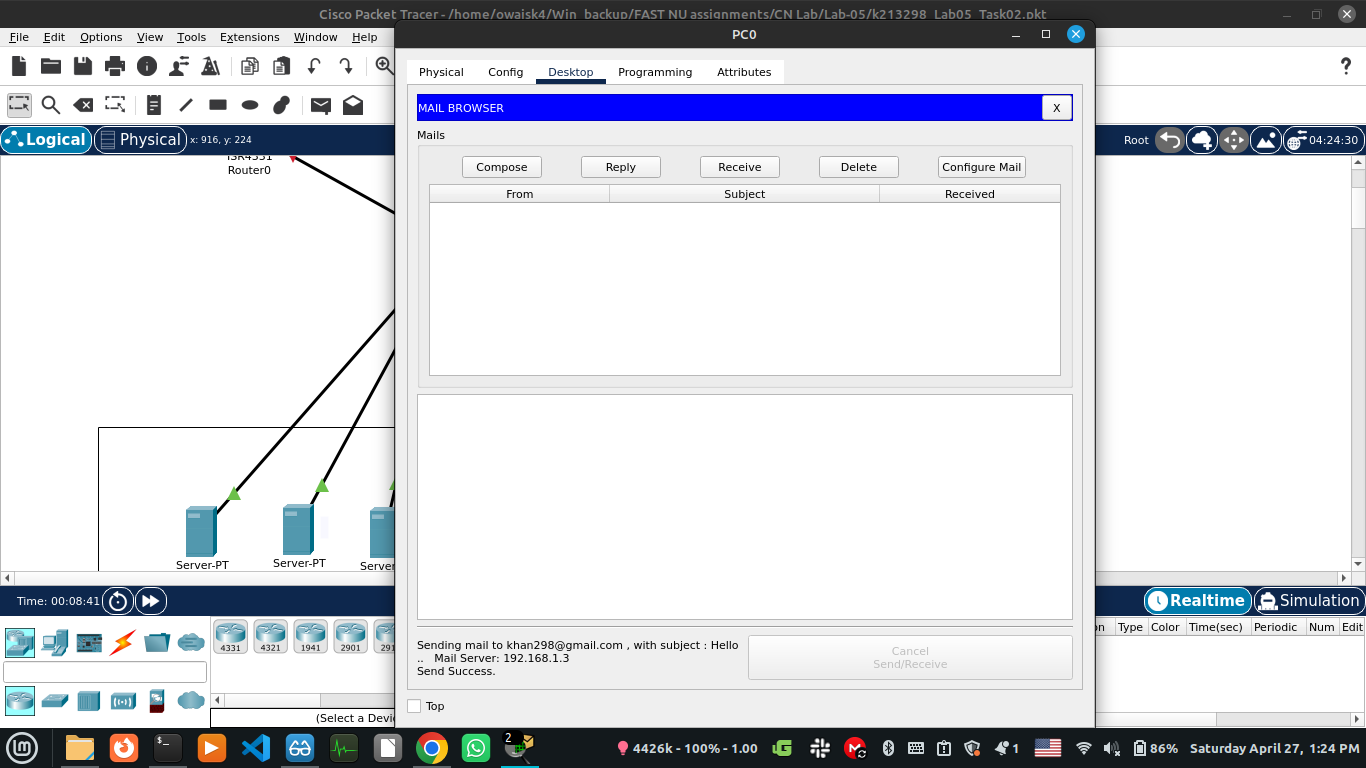 Cisco Packet Tracer - /home/owaisk4/Win_backup/FAST NU assignments/CN Lab/Lab-05/k213298_Lab05_Task02.pkt
File Edit Options View Tools Extensions Window Help
PC0
Physical Config Desktop Programming Attributes
MAIL BROWSER
X
Mails
Compose Reply Receive Delete Configure Mail
From Subject Received
Logical Physical x: 916, y: 224
Root 04:24:30
ISR4331
Router0
Server-PT Server-PT Server
Time: 00:08:41
Realtime Simulation
4331 4321 1941 2901 291
Type Color Time(sec) Periodic Num Edit
Sending mail to khan298@gmail.com , with subject : Hello
.. Mail Server: 192.168.1.3
Send Success.
Cancel
Send/Receive
Top
(Select a Devi
2 4426k - 100% - 1.00 1 86% Saturday April 27, 1:24 PM